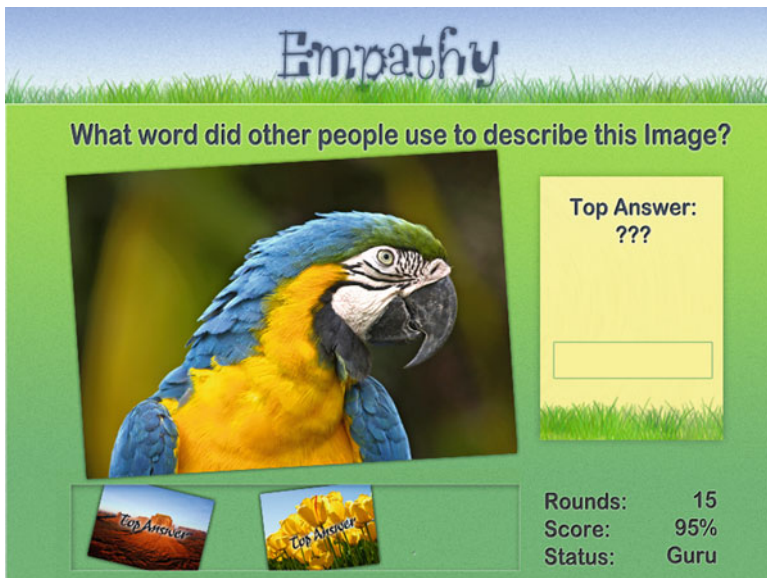 Empathy
What word did other people use to describe this Image?
Top Answer:
???
Top Answer
Top Answer
Rounds: 15
Score: 95%
Status: Guru